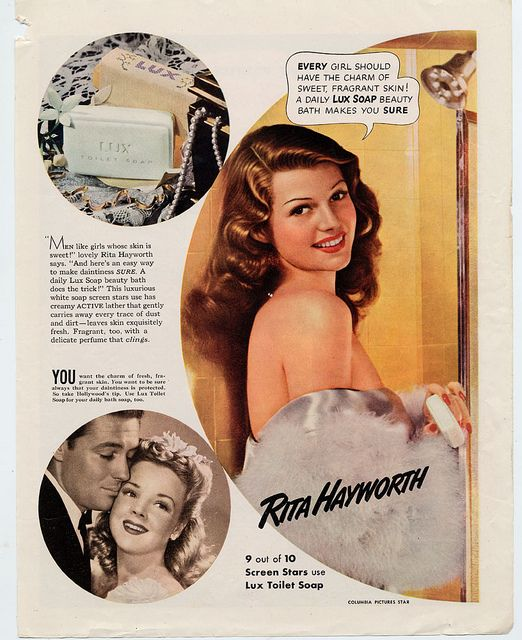 LUX
LUX
TOILET SOAP
EVERY GIRL SHOULD
HAVE THE CHARM OF
SWEET, FRAGRANT SKIN!
A DAILY LUX SOAP BEAUTY
BATH MAKES YOU SURE
"MEN like girls whose skin is
sweet!" lovely Rita Hayworth
says. "And here's an easy way
to make daintiness SURE. A
daily Lux Soap beauty bath
does the trick!" This luxurious
white soap screen stars use has
creamy ACTIVE lather that gently
carries away every trace of dust
and dirt—leaves skin exquisitely
fresh. Fragrant, too, with a
delicate perfume that clings.
YOU want the charm of fresh, fra-
grant skin. You want to be sure
always that your daintiness is protected.
So take Hollywood's tip. Use Lux Toilet
Soap for your daily bath soap, too.
RITA HAYWORTH
9 out of 10
Screen Stars use
Lux Toilet Soap
COLUMBIA PICTURES STAR